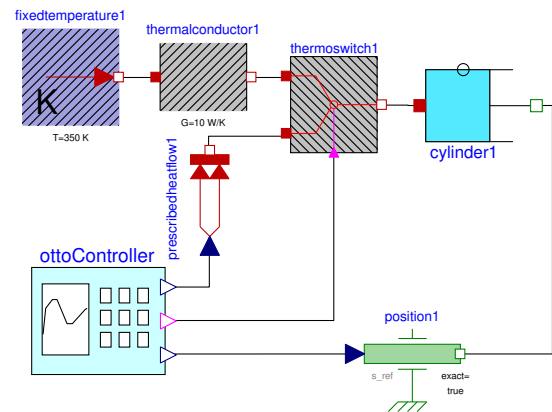 fixedtemperature1
thermalconductor1
thermoswitch1
K
T=350 K
G=10 W/K
prescribedheatflow1
cylinder1
ottoController
position1
s_ref
exact=
true